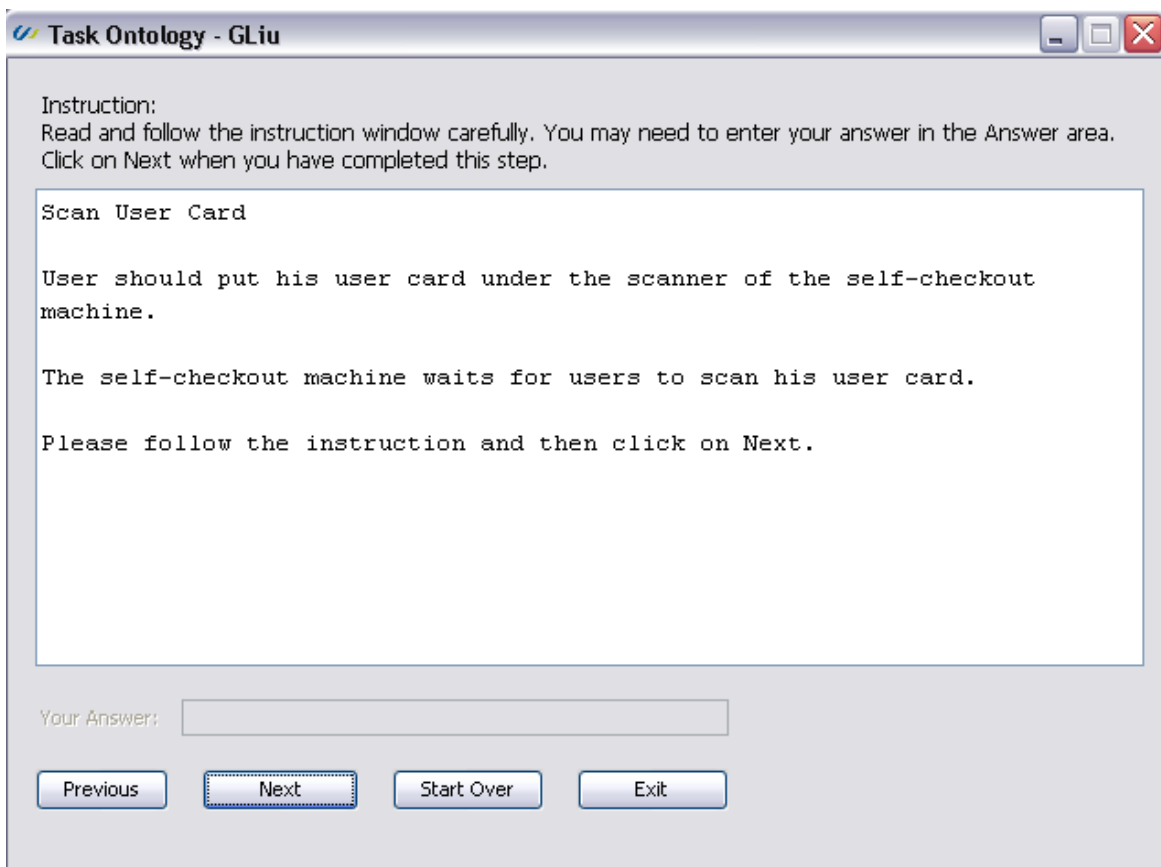 Task Ontology - GLiu
Instruction:
Read and follow the instruction window carefully. You may need to enter your answer in the Answer area.
Click on Next when you have completed this step.
Scan User Card
User should put his user card under the scanner of the self-checkout
machine.
The self-checkout machine waits for users to scan his user card.
Please follow the instruction and then click on Next.
Your Answer:
Previous Next Start Over Exit